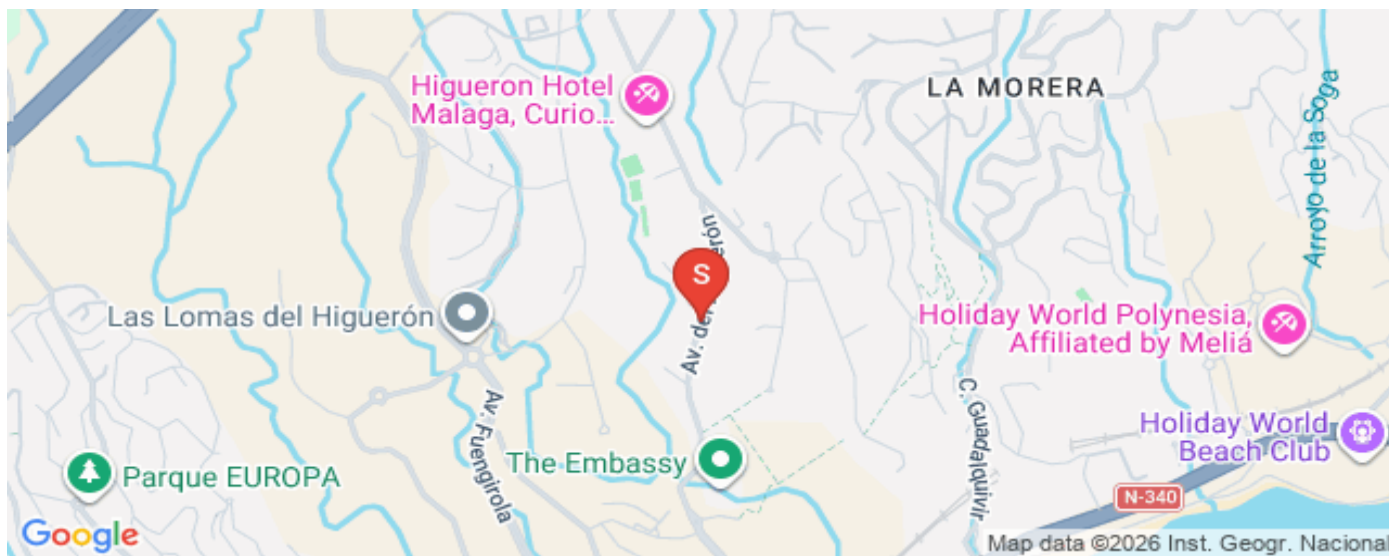 Higueron Hotel
Malaga, Curio...
LA MORERA
Arroyo de la Soga
Av. del
erón
S
Las Lomas del Higuerón
Holiday World Polynesia,
Affiliated by Meliá
Av. Fuengirola
C. Guadalquivir
Holiday World
Beach Club
The Embassy
Parque EUROPA
N-340
Google
Map data ©2026 Inst. Geogr. Nacional